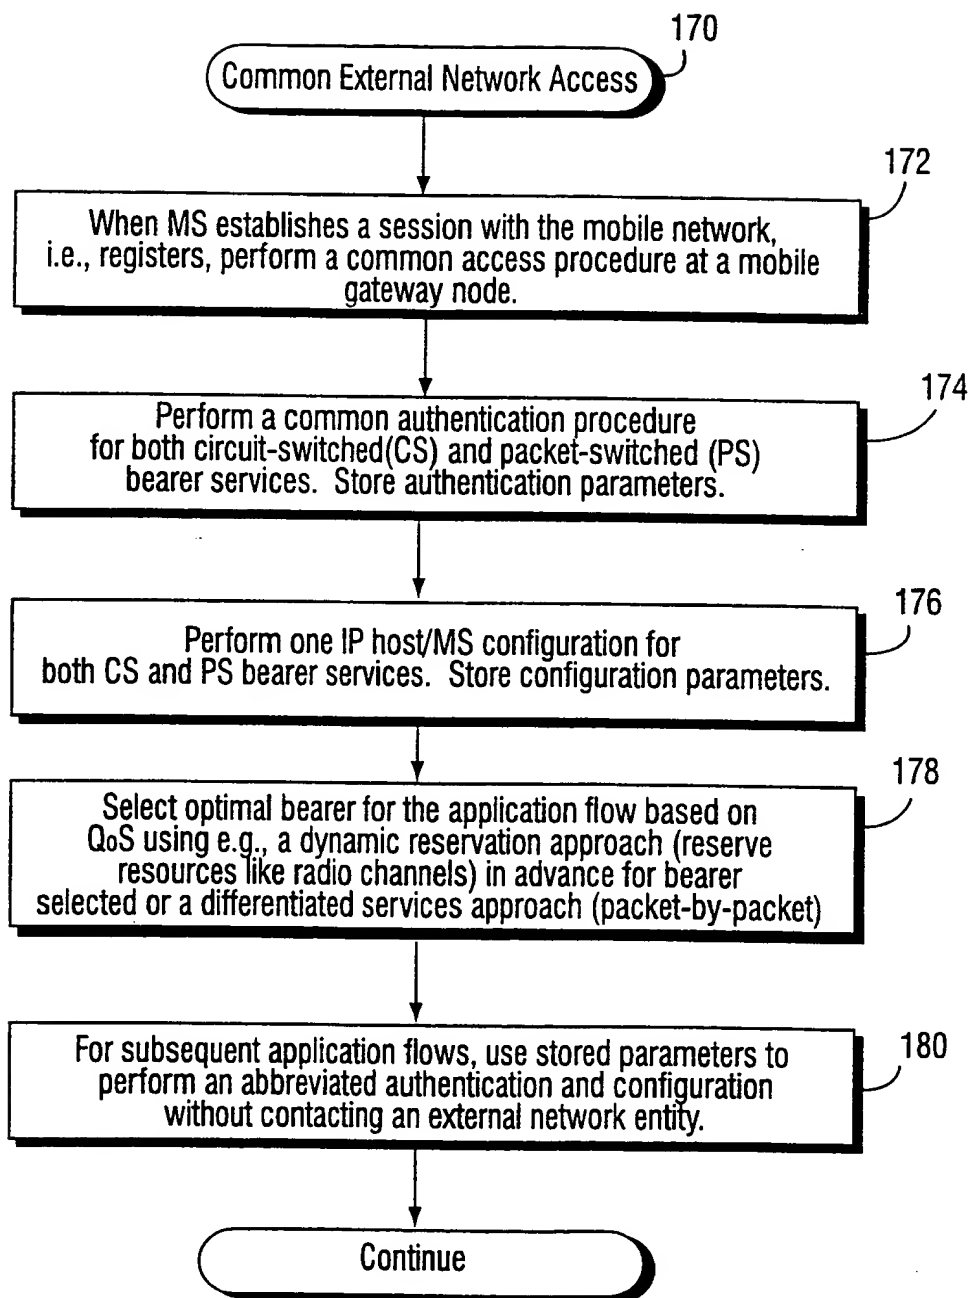 170
Common External Network Access
172
When MS establishes a session with the mobile network,
i.e., registers, perform a common access procedure at a mobile
gateway node.
174
Perform a common authentication procedure
for both circuit-switched(CS) and packet-switched (PS)
bearer services. Store authentication parameters.
176
Perform one IP host/MS configuration for
both CS and PS bearer services. Store configuration parameters.
178
Select optimal bearer for the application flow based on
QoS using e.g., a dynamic reservation approach (reserve
resources like radio channels) in advance for bearer
selected or a differentiated services approach (packet-by-packet)
180
For subsequent application flows, use stored parameters to
perform an abbreviated authentication and configuration
without contacting an external network entity.
Continue